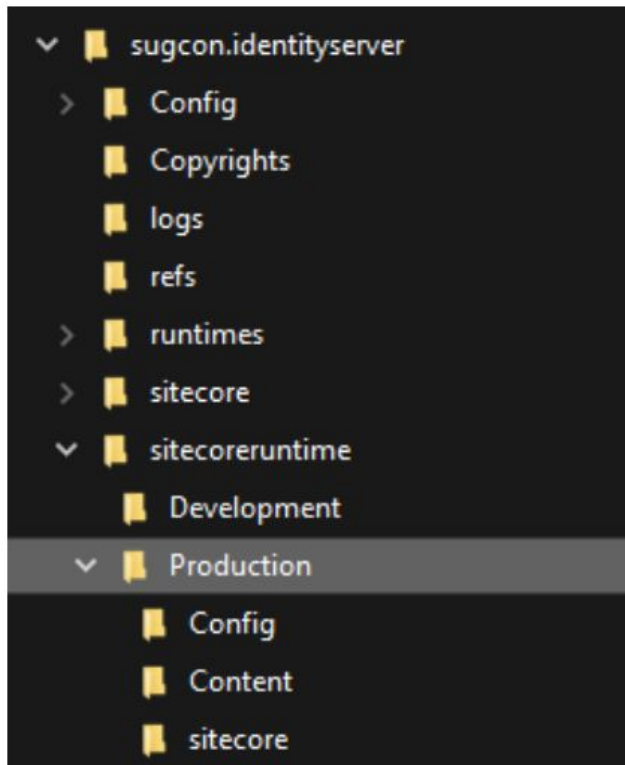 sugcon.identityserver
Config
Copyrights
logs
refs
runtimes
sitecore
sitecoreruntime
Development
Production
Config
Content
sitecore